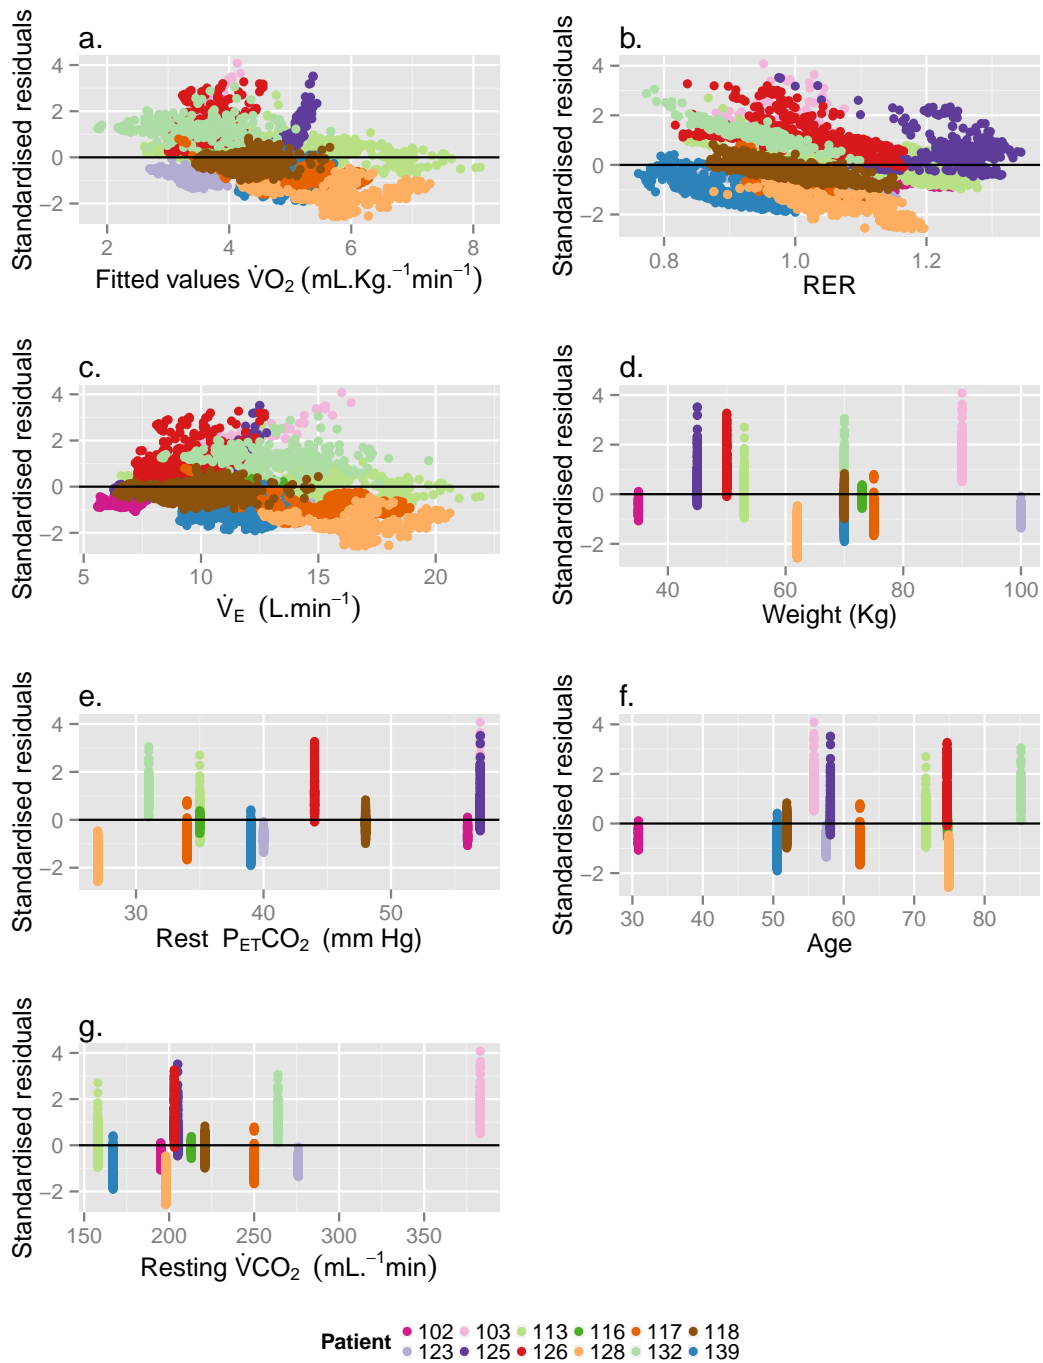 a.
Standardised residuals
4
2
0
−2
2 4 6 8
Fitted values V̇O₂ (mL.Kg.⁻¹min⁻¹)
b.
Standardised residuals
4
2
0
−2
0.8 1.0 1.2
RER
c.
Standardised residuals
4
2
0
−2
5 10 15 20
V̇E (L.min⁻¹)
d.
Standardised residuals
4
2
0
−2
40 60 80 100
Weight (Kg)
e.
Standardised residuals
4
2
0
−2
30 40 50
Rest PETCO₂ (mm Hg)
f.
Standardised residuals
4
2
0
−2
30 40 50 60 70 80
Age
g.
Standardised residuals
4
2
0
−2
150 200 250 300 350
Resting V̇CO₂ (mL.⁻¹min)
Patient 102 103 113 116 117 118
123 125 126 128 132 139